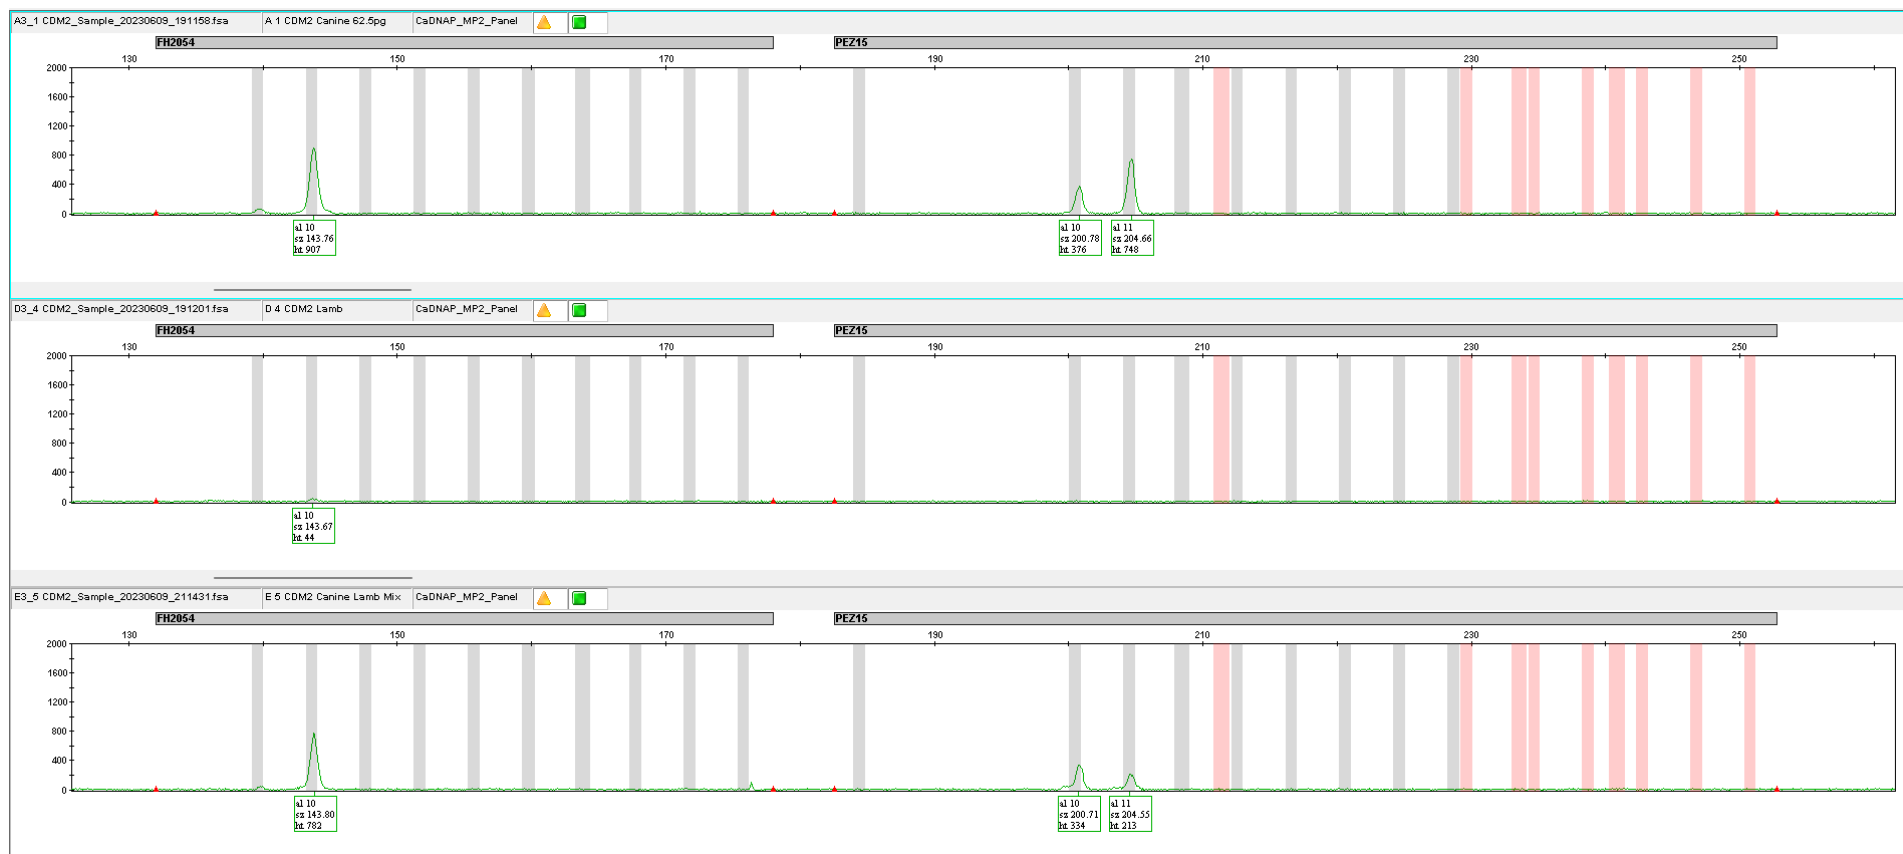 A3_1 CDM2_Sample_20230609_191158.fsa A 1 CDM2 Canine 62.5pg CaDNAP_MP2_Panel
FH2054 PEZ15
130 150 170 190 210 230 250
2000
1600
1200
800
400
0
al 10 al 10 al 11
sz 143.76 sz 200.78 sz 204.66
ht 907 ht 376 ht 748
D3_4 CDM2_Sample_20230609_191201.fsa D 4 CDM2 Lamb CaDNAP_MP2_Panel
FH2054 PEZ15
130 150 170 190 210 230 250
2000
1600
1200
800
400
0
al 10
sz 143.67
ht 44
E3_5 CDM2_Sample_20230609_211431.fsa E 5 CDM2 Canine Lamb Mix CaDNAP_MP2_Panel
FH2054 PEZ15
130 150 170 190 210 230 250
2000
1600
1200
800
400
0
al 10 al 10 al 11
sz 143.80 sz 200.71 sz 204.55
ht 782 ht 334 ht 213